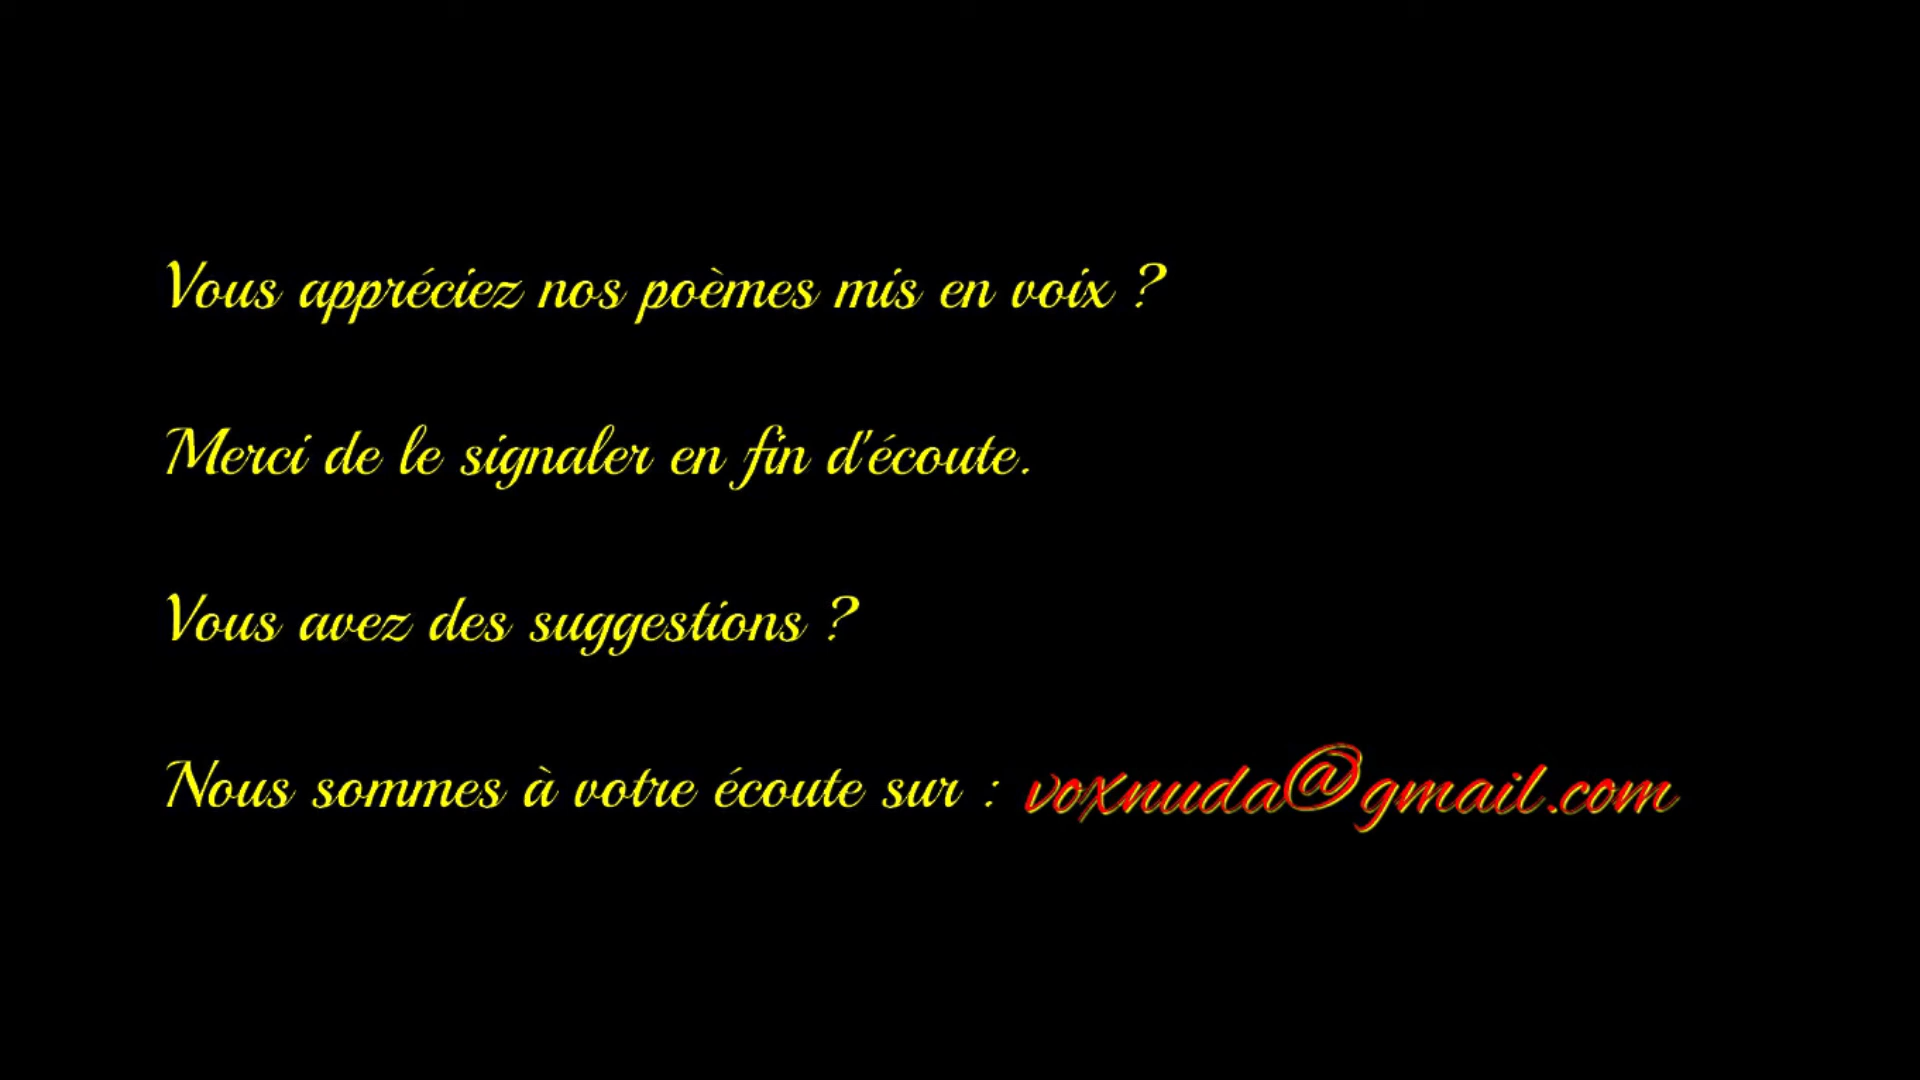 Vous appréciez nos poèmes mis en voix ?
Merci de le signaler en fin d'écoute.
Vous avez des suggestions ?
Nous sommes à votre écoute sur : voxnuda@gmail.com